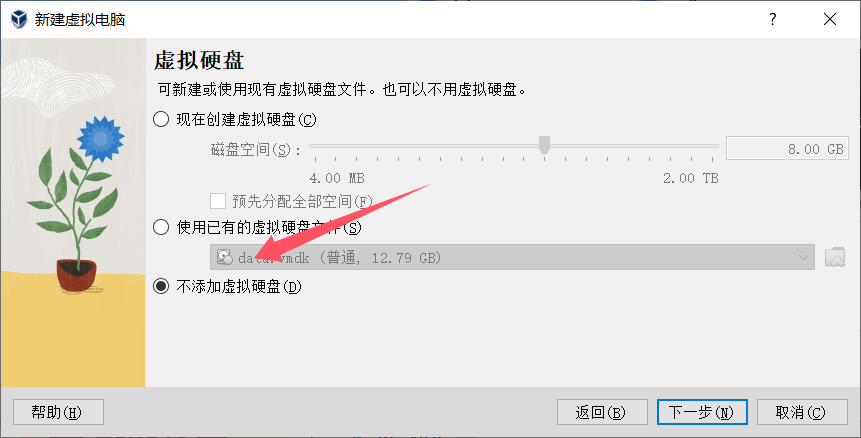 新建虚拟电脑
虚拟硬盘
可新建或使用现有虚拟硬盘文件。也可以不用虚拟硬盘。
现在创建虚拟硬盘(C)
磁盘空间(S):
8.00 GB
4.00 MB
2.00 TB
预先分配全部空间(F)
使用已有的虚拟硬盘文件(S)
data.vmdk (普通, 12.79 GB)
不添加虚拟硬盘(D)
帮助(H)
返回(B)
下一步(N)
取消(C)